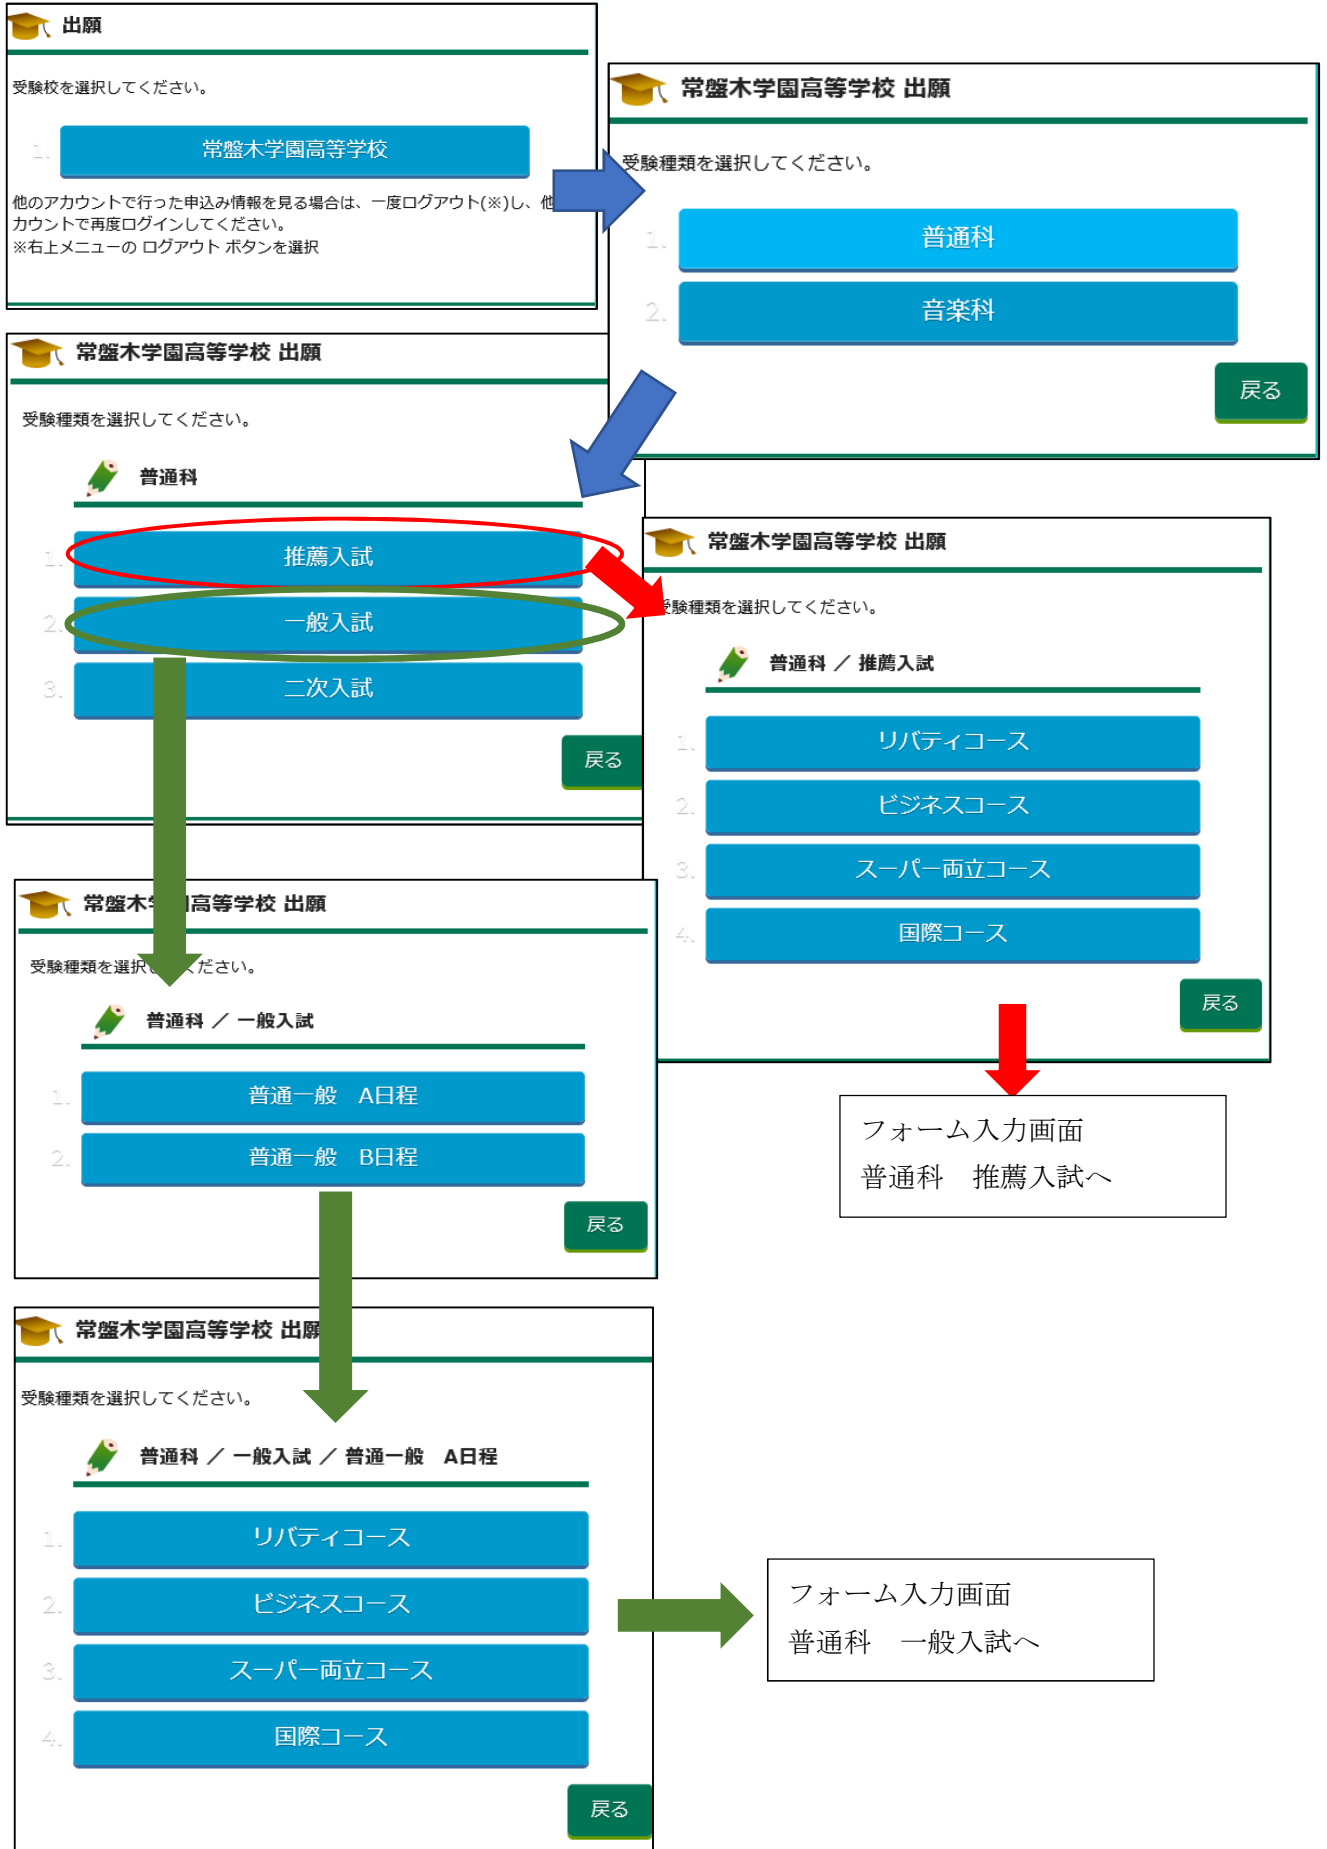 出願
受験校を選択してください。
1. 常盤木学園高等学校
他のアカウントで行った申込み情報を見る場合は、一度ログアウト(※)し、他
カウントで再度ログインしてください。
※右上メニューの ログアウト ボタンを選択
常盤木学園高等学校 出願
受験種類を選択してください。
1. 普通科
2. 音楽科
戻る
常盤木学園高等学校 出願
受験種類を選択してください。
普通科
1. 推薦入試
2. 一般入試
3. 二次入試
戻る
常盤木学園高等学校 出願
受験種類を選択してください。
普通科 ／ 推薦入試
1. リバティコース
2. ビジネスコース
3. スーパー両立コース
4. 国際コース
戻る
フォーム入力画面
普通科　推薦入試へ
常盤木学園高等学校 出願
受験種類を選択してください。
普通科 ／ 一般入試
1. 普通一般　A日程
2. 普通一般　B日程
戻る
常盤木学園高等学校 出願
受験種類を選択してください。
普通科 ／ 一般入試 ／ 普通一般　A日程
1. リバティコース
2. ビジネスコース
3. スーパー両立コース
4. 国際コース
戻る
フォーム入力画面
普通科　一般入試へ